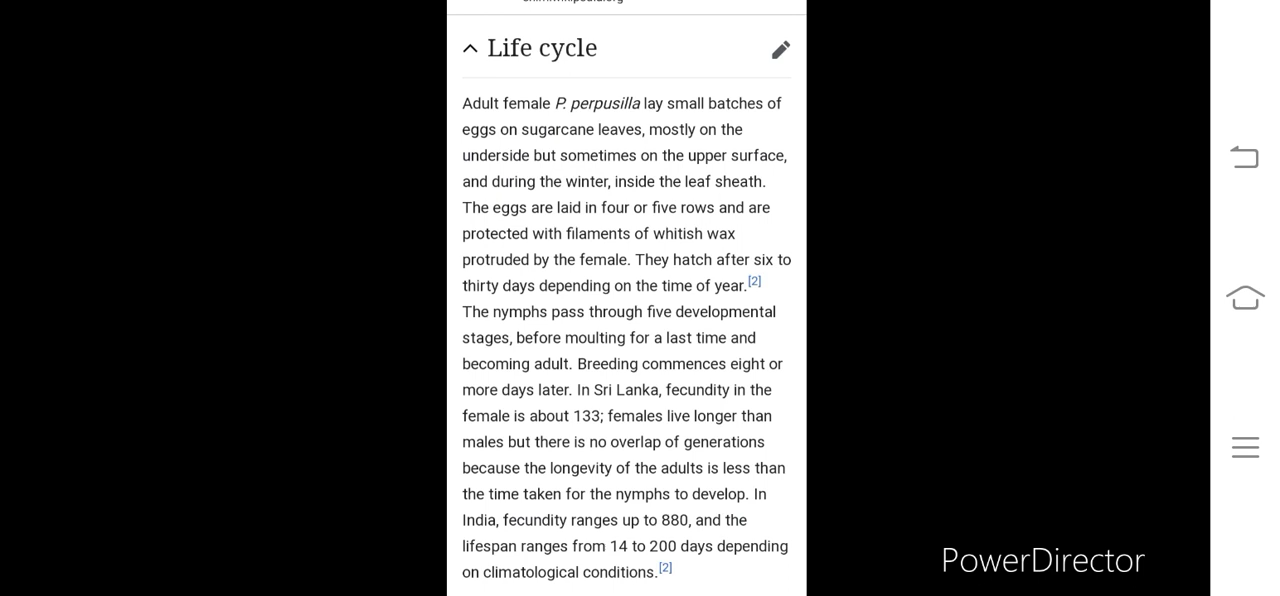 Life cycle
Adult female P. perpusilla lay small batches of
eggs on sugarcane leaves, mostly on the
underside but sometimes on the upper surface,
and during the winter, inside the leaf sheath.
The eggs are laid in four or five rows and are
protected with filaments of whitish wax
protruded by the female. They hatch after six to
thirty days depending on the time of year.[2]
The nymphs pass through five developmental
stages, before moulting for a last time and
becoming adult. Breeding commences eight or
more days later. In Sri Lanka, fecundity in the
female is about 133; females live longer than
males but there is no overlap of generations
because the longevity of the adults is less than
the time taken for the nymphs to develop. In
India, fecundity ranges up to 880, and the
lifespan ranges from 14 to 200 days depending
on climatological conditions.[2]
PowerDirector